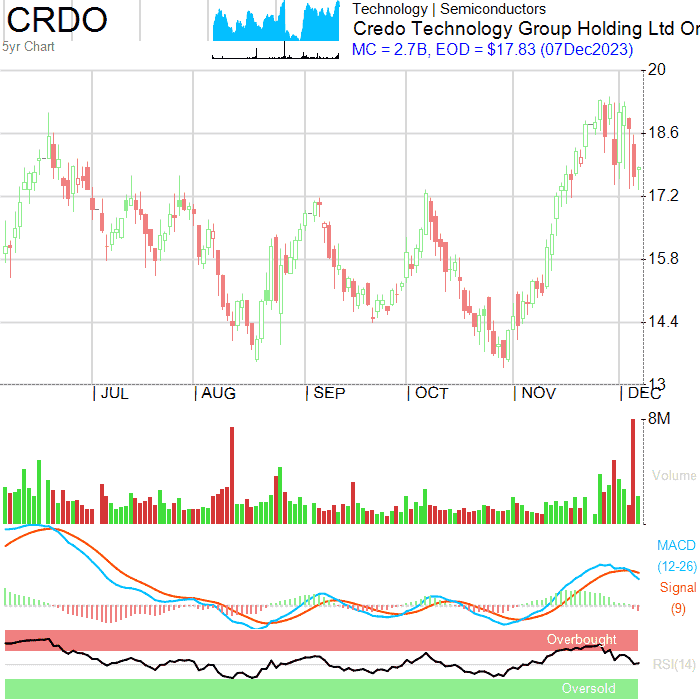 CRDO
5yr Chart
Technology | Semiconductors
Credo Technology Group Holding Ltd Or
MC = 2.7B, EOD = $17.83 (07Dec2023)
20
18.6
17.2
15.8
14.4
13
| JUL | AUG | SEP | OCT | NOV | DEC
8M
Volume
MACD
(12-26)
Signal
(9)
Overbought
RSI(14)
Oversold